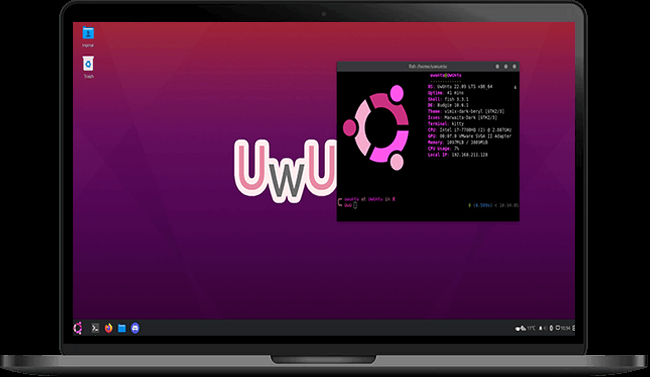 UwU
Trash
fish /home/uwuntu
uwuntu@uwuntu
OS: UwUntu 22.05 LTS x86_64
Uptime: 41 mins
Shell: fish 3.3.1
DE: Budgie 10.6.1
Theme: vimix-dark-beryl [GTK2/3]
Icons: Marwaita-Dark [GTK2/3]
Terminal: kitty
CPU: Intel i7-7700HQ (2) @ 2.807GHz
GPU: 00:0f.0 VMware SVGA II Adapter
Memory: 1097MiB / 3889MiB
CPU Usage: 7%
Local IP: 192.168.211.128
uwuntu at uwuntu in ~
UwU
11°C